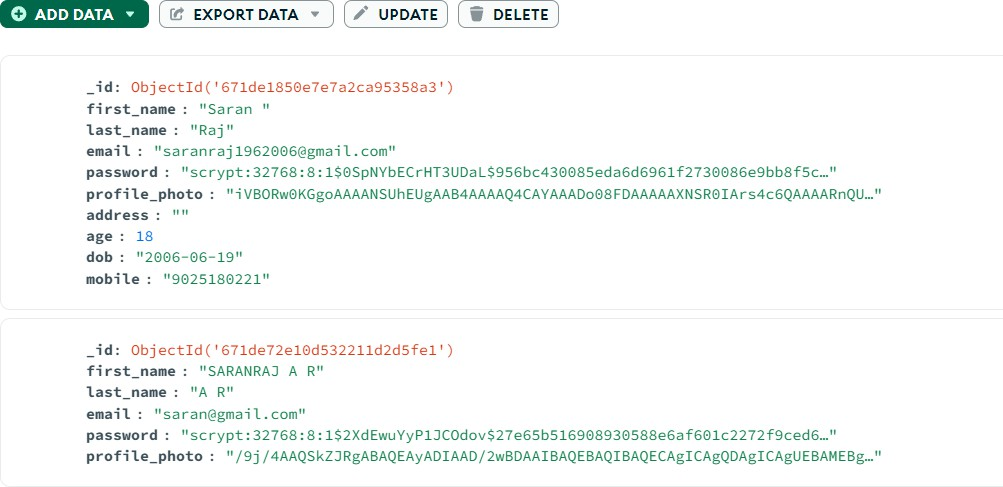 ADD DATA EXPORT DATA UPDATE DELETE
_id: ObjectId('671de1850e7e7a2ca95358a3')
first_name : "Saran "
last_name : "Raj"
email : "saranraj1962006@gmail.com"
password : "scrypt:32768:8:1$0SpNYbECrHT3UDaL$956bc430085eda6d6961f2730086e9bb8f5c…"
profile_photo : "iVBORw0KGgoAAAANSUhEUgAAB4AAAAQ4CAYAAADo08FDAAAAAXNSR0IArs4c6QAAAARnQU…"
address : ""
age : 18
dob : "2006-06-19"
mobile : "9025180221"
_id: ObjectId('671de72e10d532211d2d5fe1')
first_name : "SARANRAJ A R"
last_name : "A R"
email : "saran@gmail.com"
password : "scrypt:32768:8:1$2XdEwuYyP1JCOdov$27e65b516908930588e6af601c2272f9ced6…"
profile_photo : "/9j/4AAQSkZJRgABAQEAyADIAAD/2wBDAAIBAQEBAQIBAQECAgICAgQDAgICAgUEBAMEBg…"